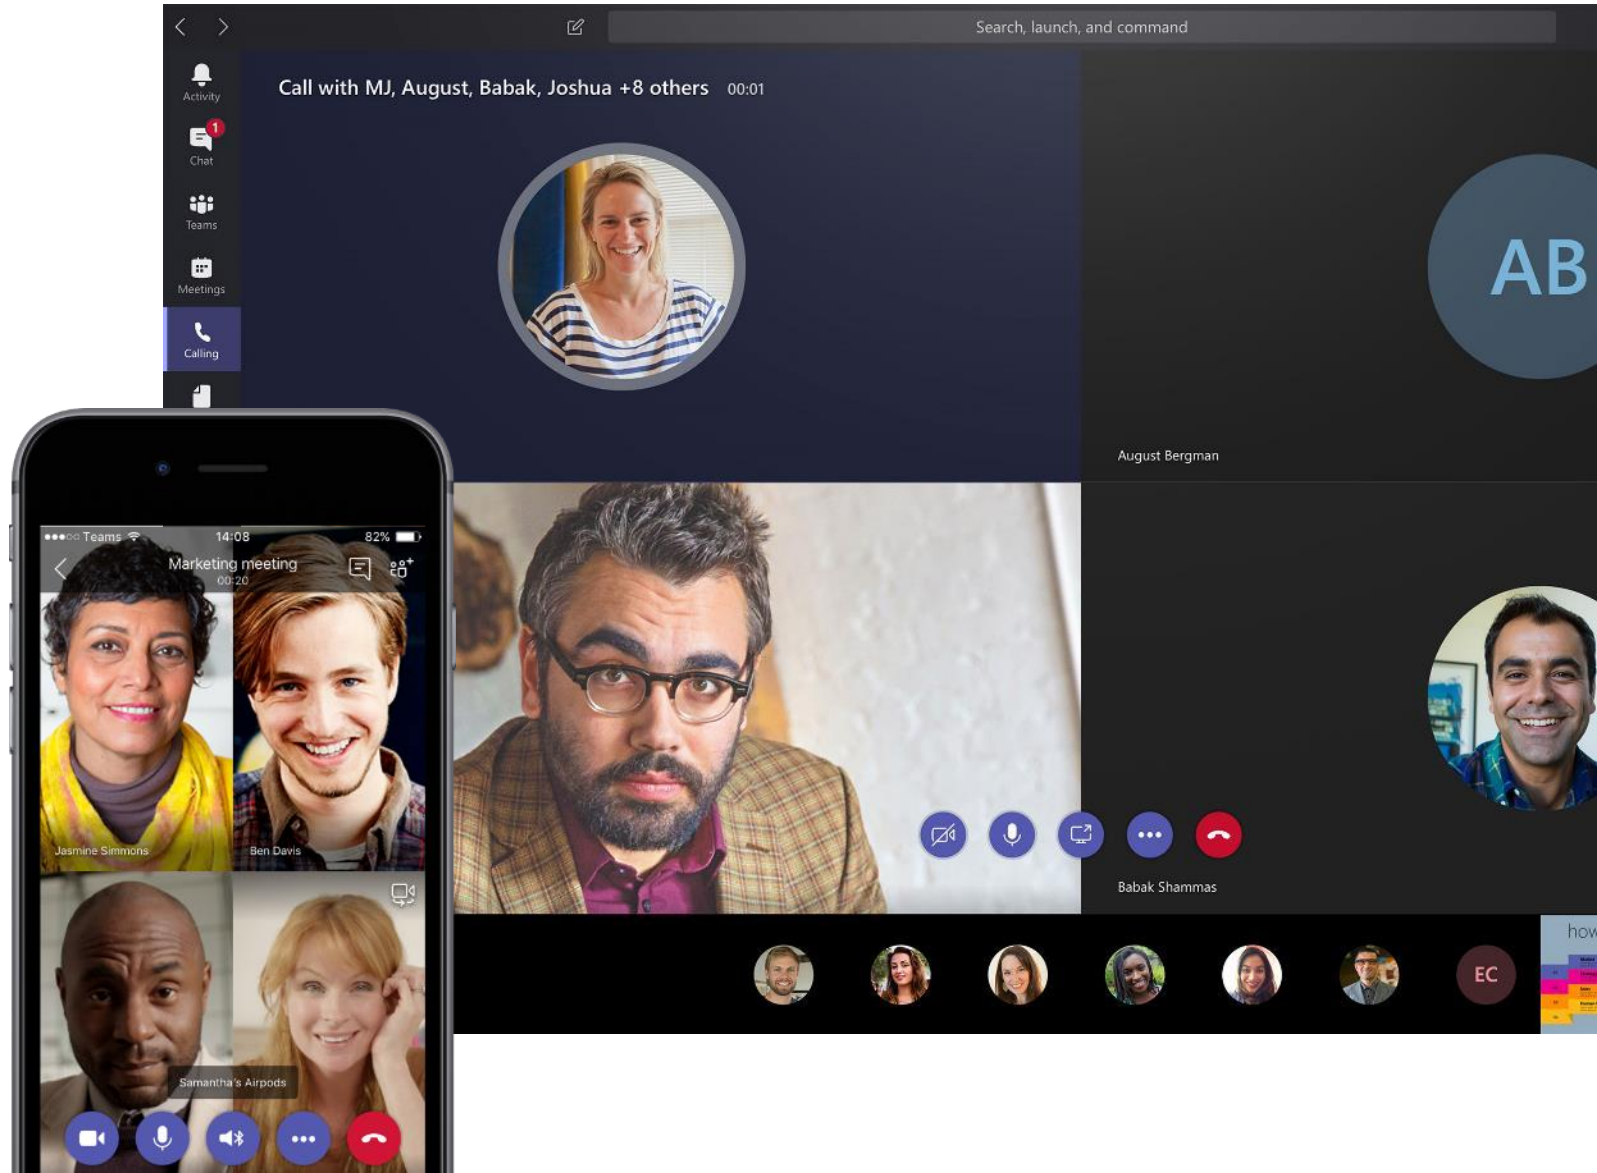 Search, launch, and command
Activity
Call with MJ, August, Babak, Joshua +8 others 00:01
1
Chat
Teams
Meetings
AB
Calling
August Bergman
Teams 14:08 82%
Marketing meeting
00:20
Jasmine Simmons
Ben Davis
Babak Shammas
how
EC
Samantha's Airpods